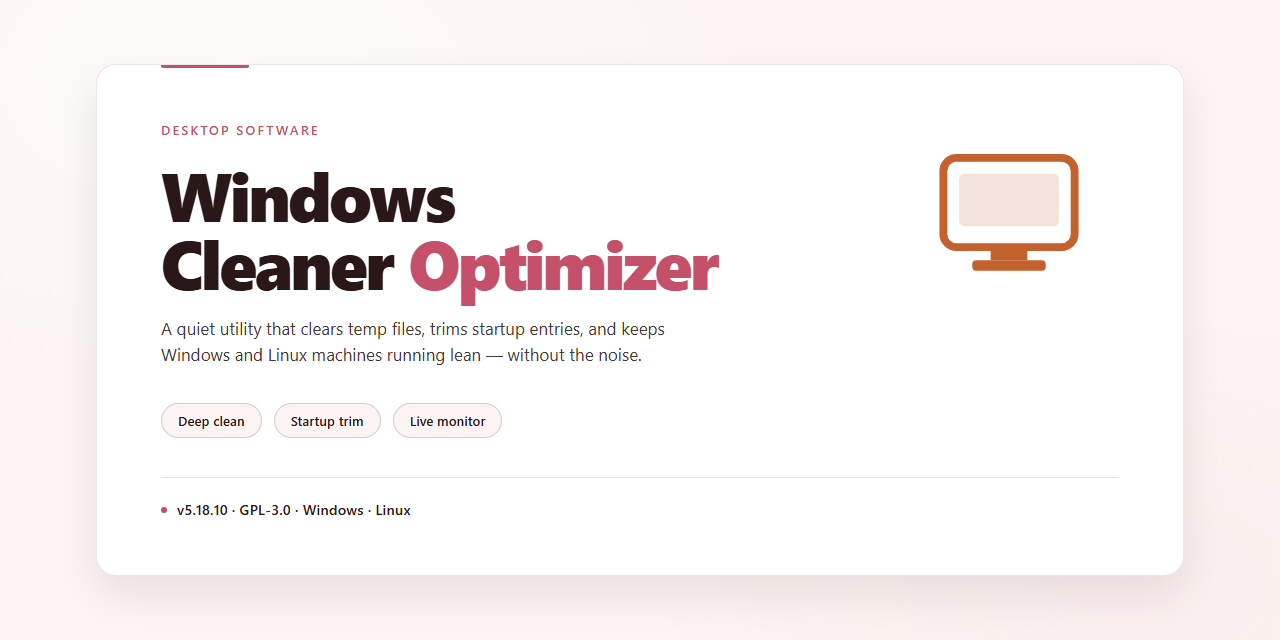 DESKTOP SOFTWARE
Windows
Cleaner Optimizer
A quiet utility that clears temp files, trims startup entries, and keeps
Windows and Linux machines running lean — without the noise.
Deep clean
Startup trim
Live monitor
v5.18.10 · GPL-3.0 · Windows · Linux